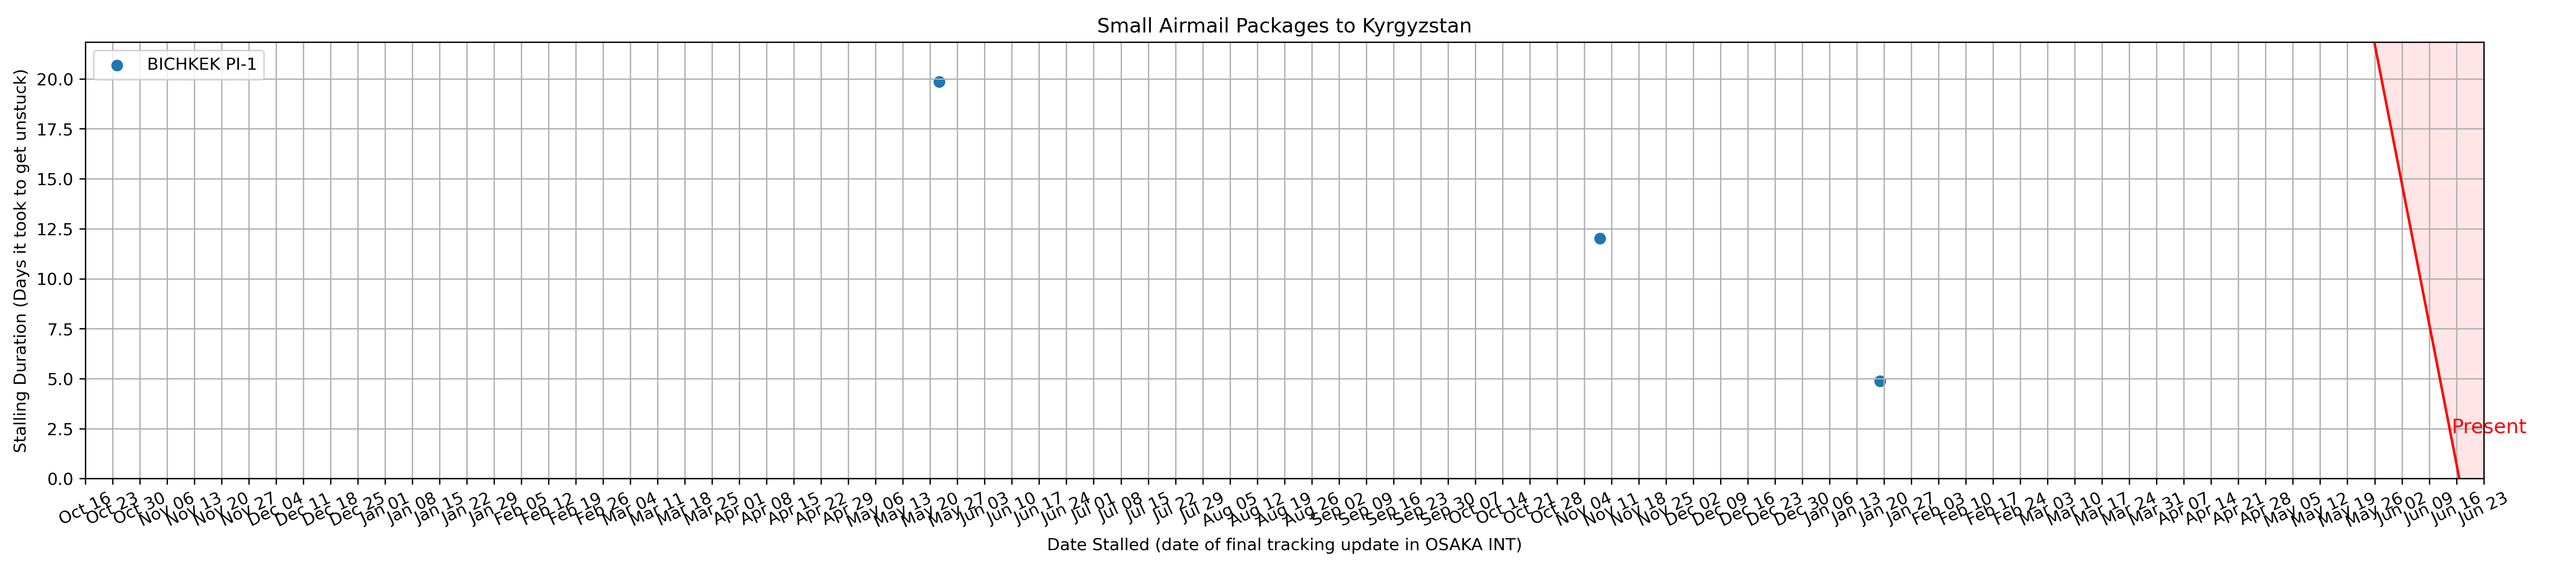 Small Airmail Packages to Kyrgyzstan
BICHKEK PI-1
Stalling Duration (Days it took to get unstuck)
20.0
17.5
15.0
12.5
10.0
7.5
5.0
2.5
0.0
Present
Oct 16 Oct 23 Oct 30 Nov 06 Nov 13 Nov 20 Nov 27 Dec 04 Dec 11 Dec 18 Dec 25 Jan 01 Jan 08 Jan 15 Jan 22 Jan 29 Feb 05 Feb 12 Feb 19 Feb 26 Mar 04 Mar 11 Mar 18 Mar 25 Apr 01 Apr 08 Apr 15 Apr 22 Apr 29 May 06 May 13 May 20 May 27 Jun 03 Jun 10 Jun 17 Jun 24 Jul 01 Jul 08 Jul 15 Jul 22 Jul 29 Aug 05 Aug 12 Aug 19 Aug 26 Sep 02 Sep 09 Sep 16 Sep 23 Sep 30 Oct 07 Oct 14 Oct 21 Oct 28 Nov 04 Nov 11 Nov 18 Nov 25 Dec 02 Dec 09 Dec 16 Dec 23 Dec 30 Jan 06 Jan 13 Jan 20 Jan 27 Feb 03 Feb 10 Feb 17 Feb 24 Mar 03 Mar 10 Mar 17 Mar 24 Mar 31 Apr 07 Apr 14 Apr 21 Apr 28 May 05 May 12 May 19 May 26 Jun 02 Jun 09 Jun 16 Jun 23
Date Stalled (date of final tracking update in OSAKA INT)